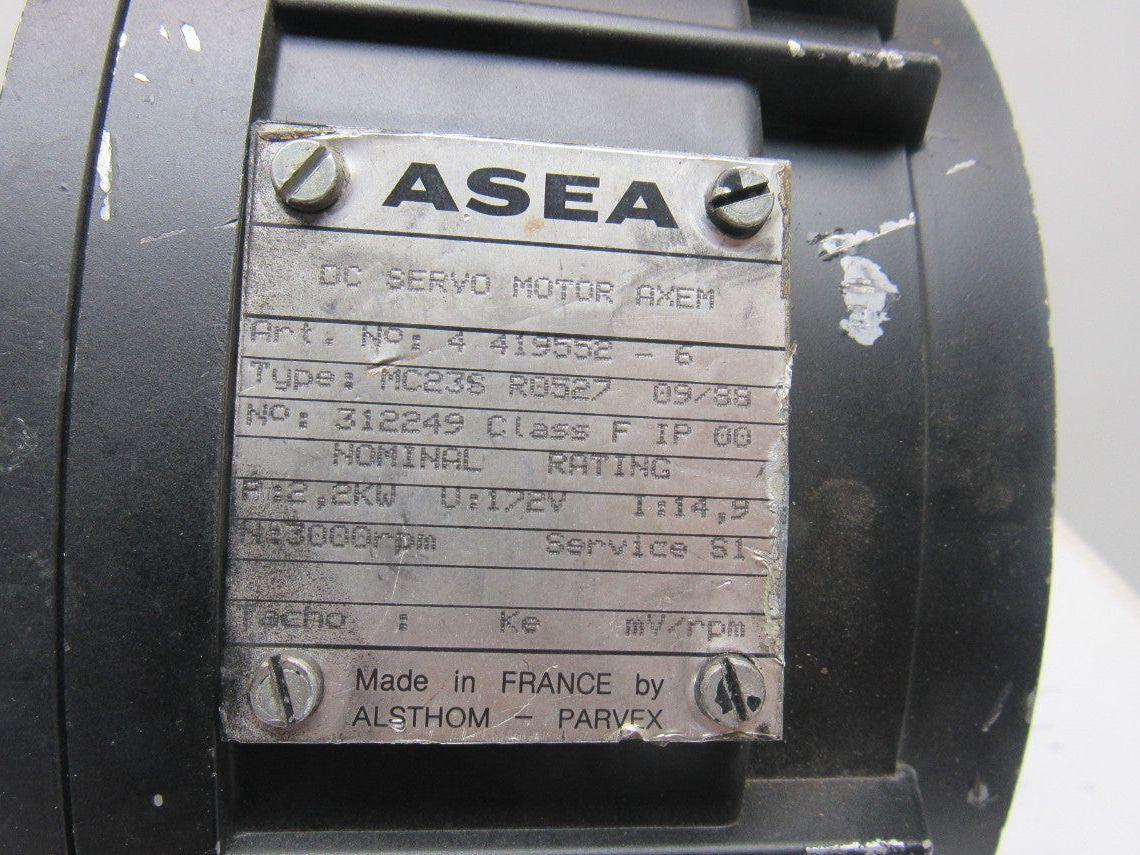 ASEA
DC SERVO MOTOR AXEM
Art. No: 4 419552 - 6
Type: MC23S R0527 09/88
No: 312249 Class F IP 00
NOMINAL RATING
P:2,2KW U:172V I:14,9
N:3000rpm Service S1
Tacho : Ke mV/rpm
Made in FRANCE by
ALSTHOM - PARVEX